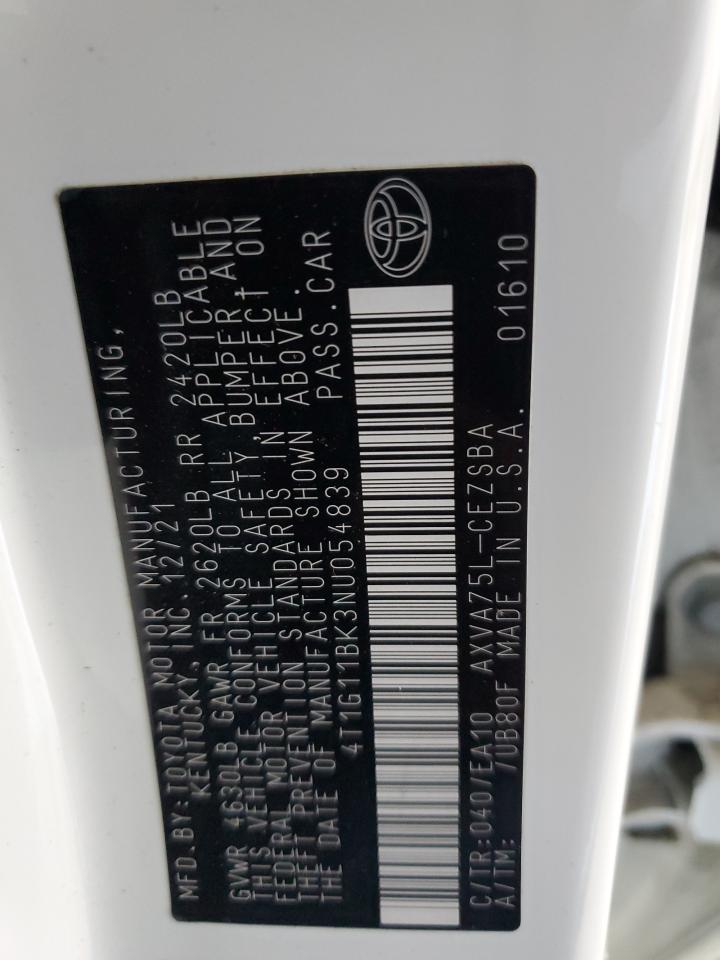 MFD.BY:TOYOTA MOTOR MANUFACTURING,
KENTUCKY, INC.12/21
GVWR 4630LB GAWR FR 2620LB RR 2420LB
THIS VEHICLE CONFORMS TO ALL APPLICABLE
FEDERAL MOTOR VEHICLE SAFETY, BUMPER, AND
THEFT PREVENTION STANDARDS IN EFFECT ON
THE DATE OF MANUFACTURE SHOWN ABOVE.
4T1G11BK3NU054839 PASS.CAR
C/TR:040/EA10 AXVA75L-CEZSBA
A/TM: /UB80F MADE IN U.S.A. 01610